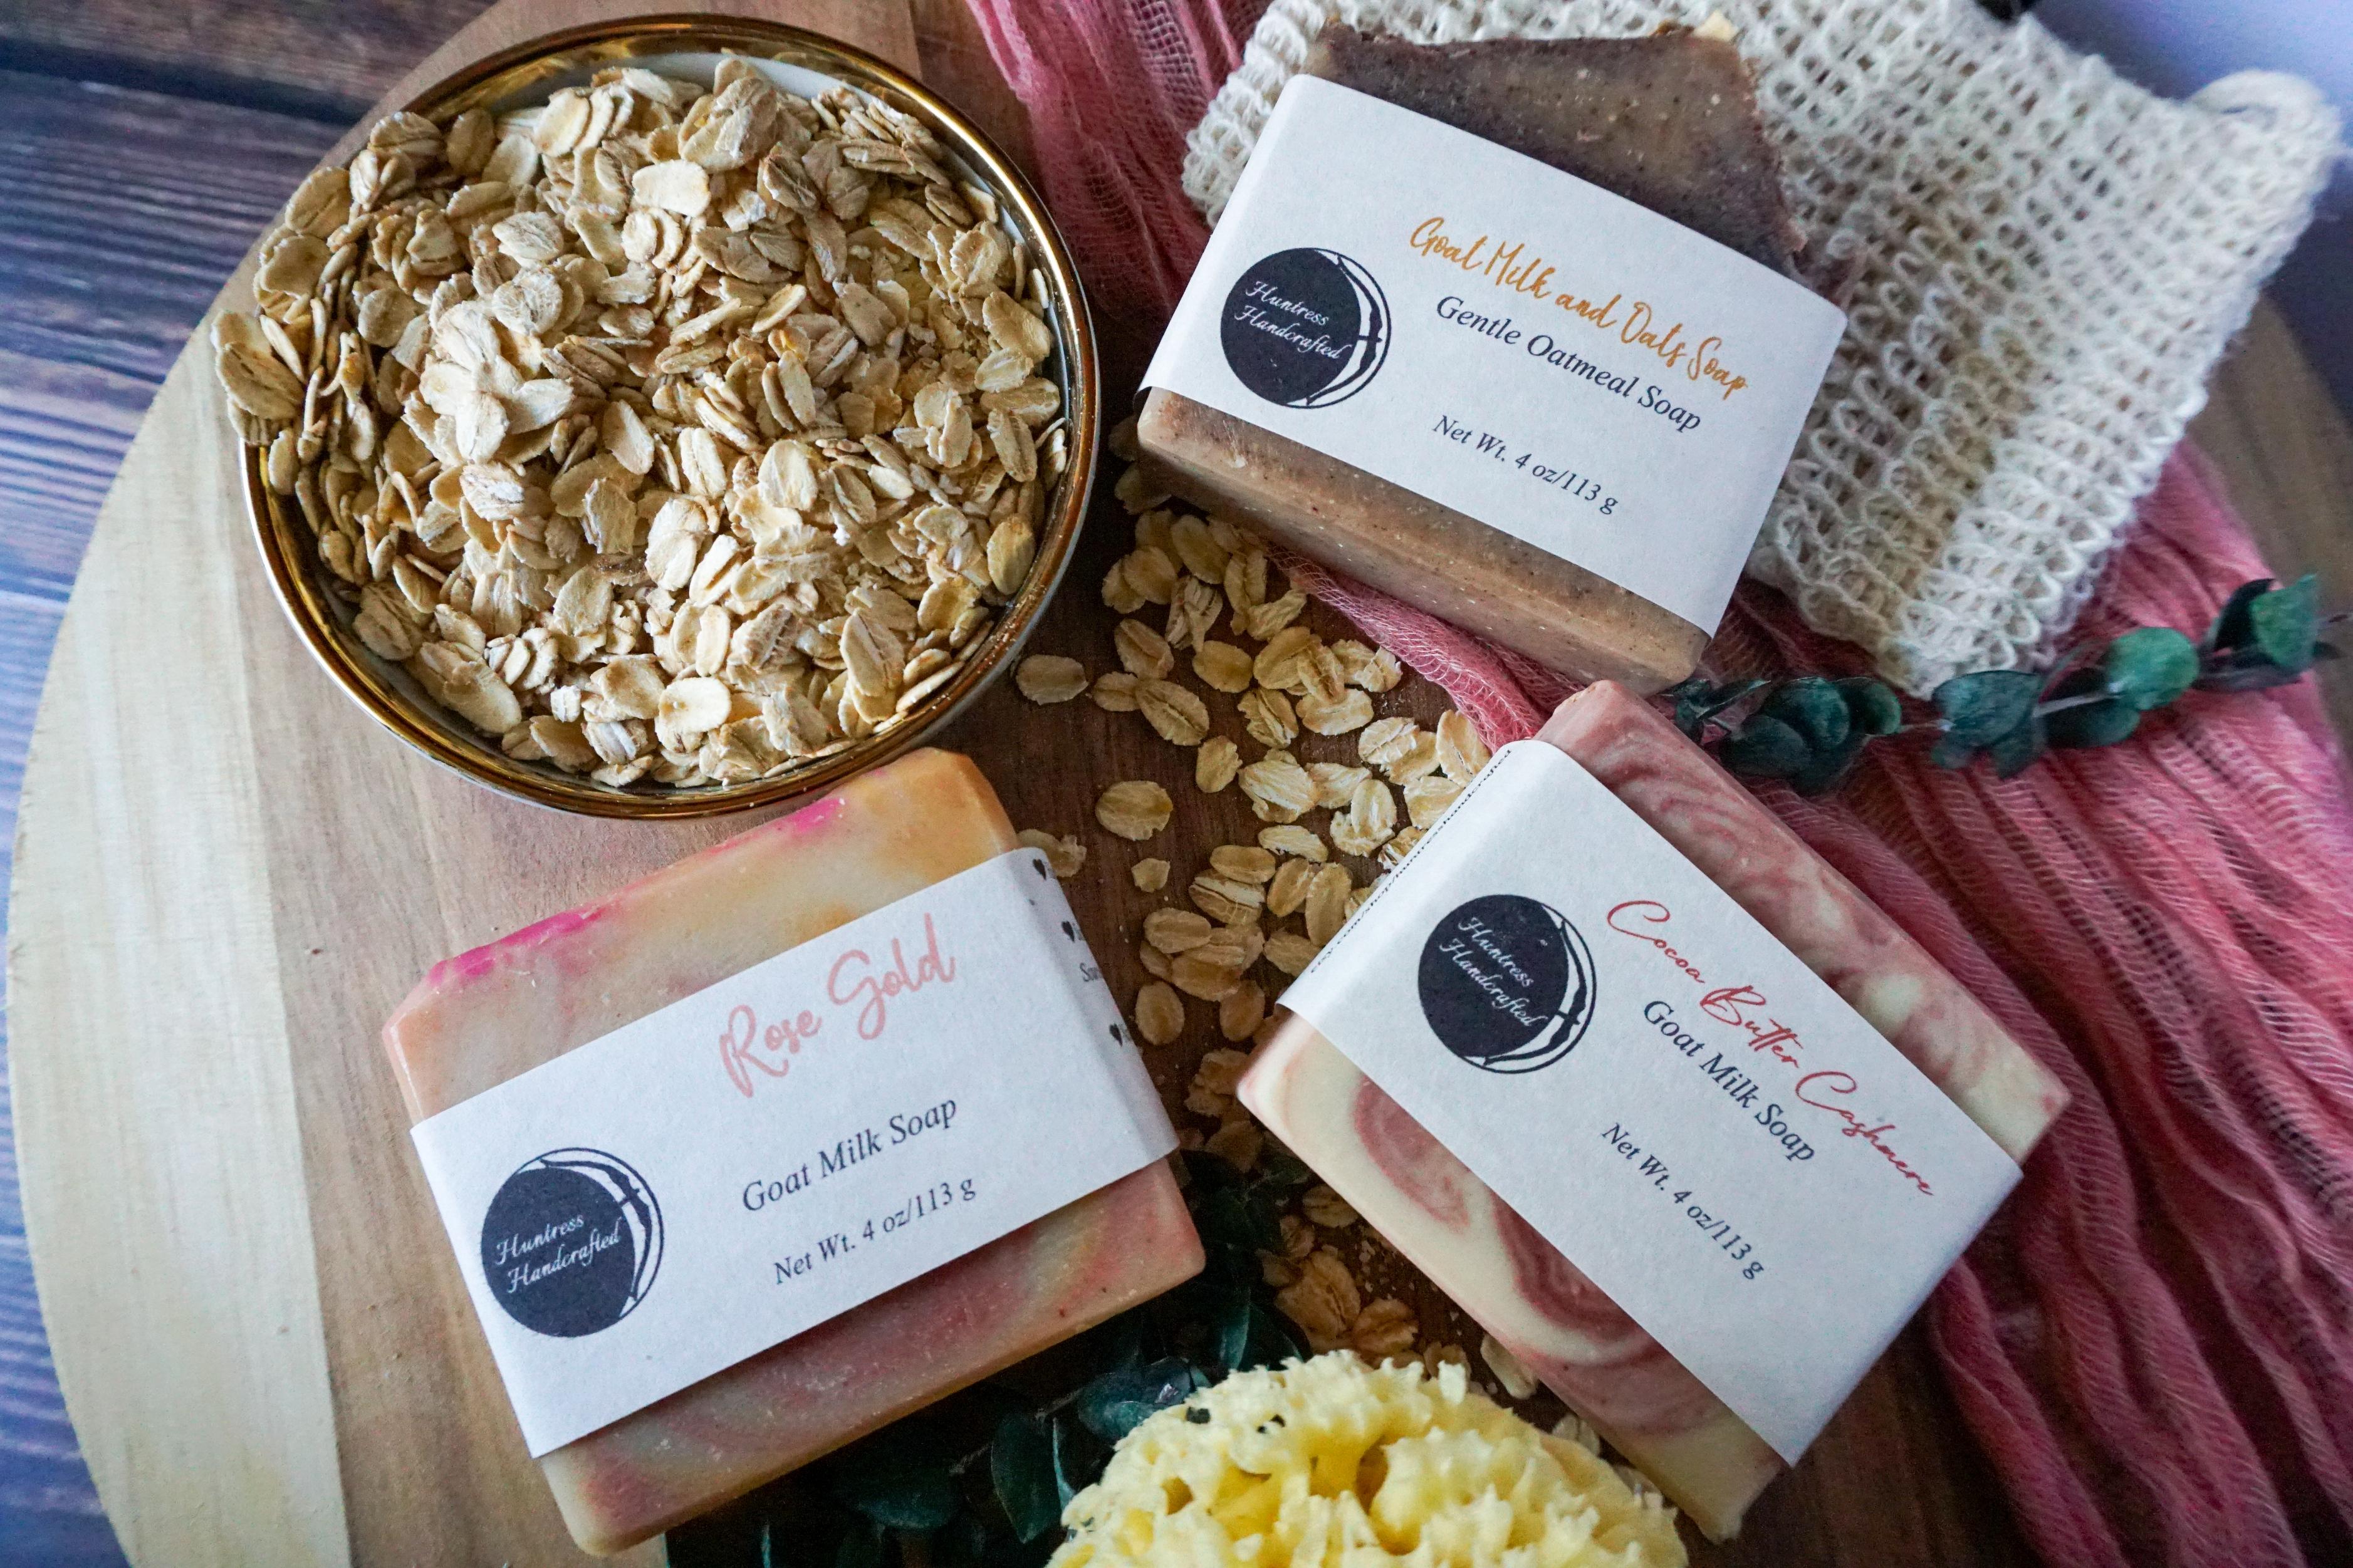 Goat Milk and Oats Soap
Gentle Oatmeal Soap
Net Wt. 4 oz/113 g
Huntress
Handcrafted
Rose Gold
Goat Milk Soap
Net Wt. 4 oz/113 g
Huntress
Handcrafted
Cocoa Butter Cashmere
Goat Milk Soap
Net Wt. 4 oz/113 g
Huntress
Handcrafted